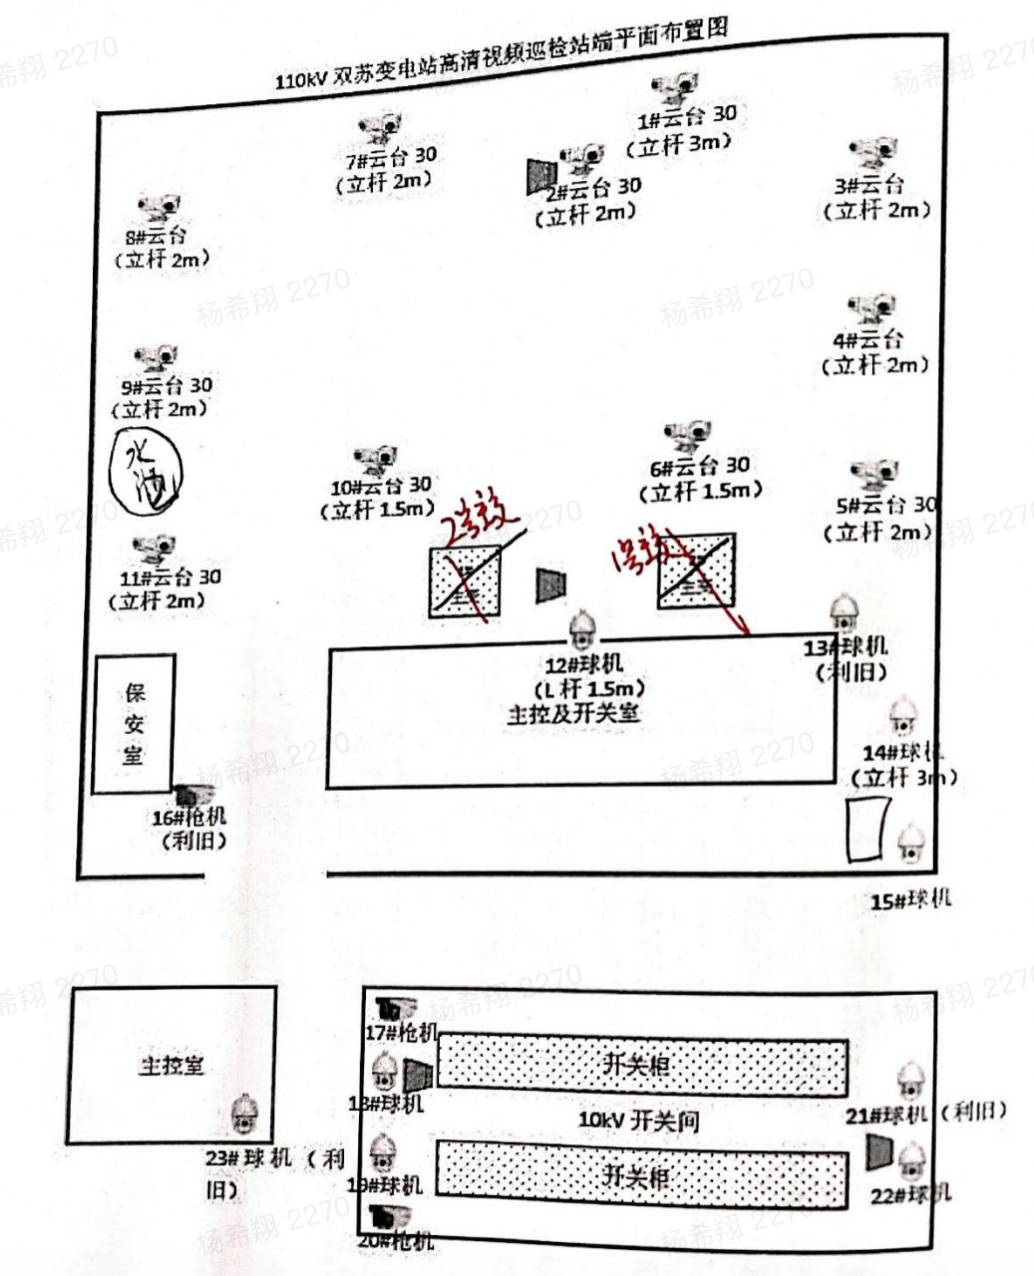 110kV 双苏变电站高清视频巡检站端平面布置图
1#云台 30
（立杆 3m）
7#云台 30
（立杆 2m）
2#云台 30
（立杆 2m）
3#云台
（立杆 2m）
8#云台
（立杆 2m）
4#云台
（立杆 2m）
9#云台 30
（立杆 2m）
6#云台 30
（立杆 1.5m）
10#云台 30
（立杆 1.5m）
5#云台 30
（立杆 2m）
11#云台 30
（立杆 2m）
12#球机
（L 杆 1.5m）
主控及开关室
13#球机
（利旧）
保
安
室
14#球机
（立杆 3m）
16#枪机
（利旧）
15#球机
主控室
23#球机（利
旧）
17#枪机
开关柜
18#球机
10kV 开关间
21#球机（利旧）
19#球机
开关柜
22#球机
20#枪机
杨希翔 2270